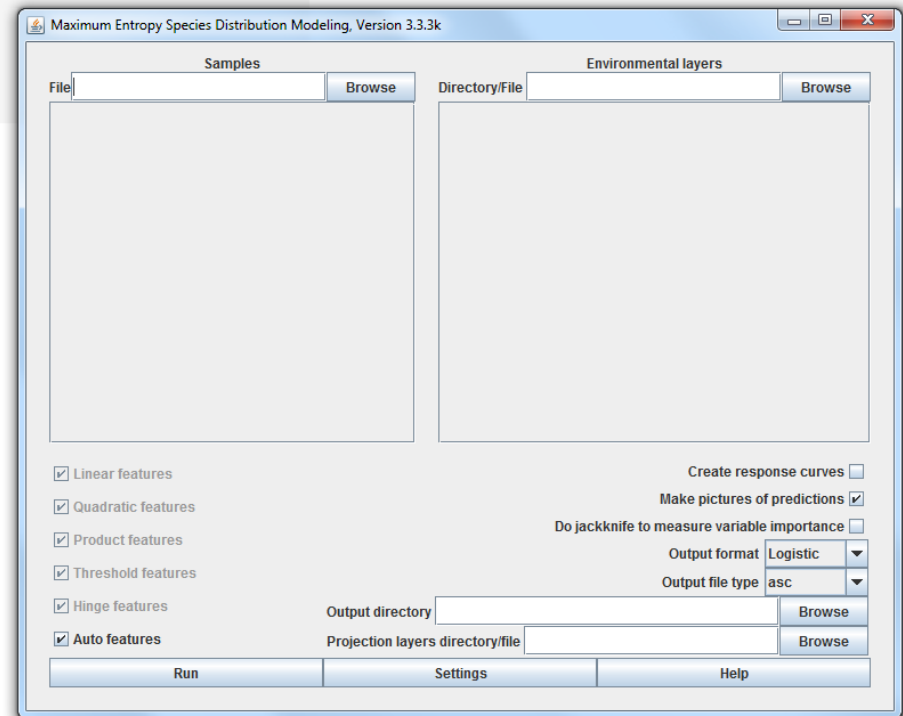 Maximum Entropy Species Distribution Modeling, Version 3.3.3k
Samples
File
Browse
Environmental layers
Directory/File
Browse
Linear features
Quadratic features
Product features
Threshold features
Hinge features
Auto features
Create response curves
Make pictures of predictions
Do jackknife to measure variable importance
Output format Logistic
Output file type asc
Output directory
Browse
Projection layers directory/file
Browse
Run
Settings
Help